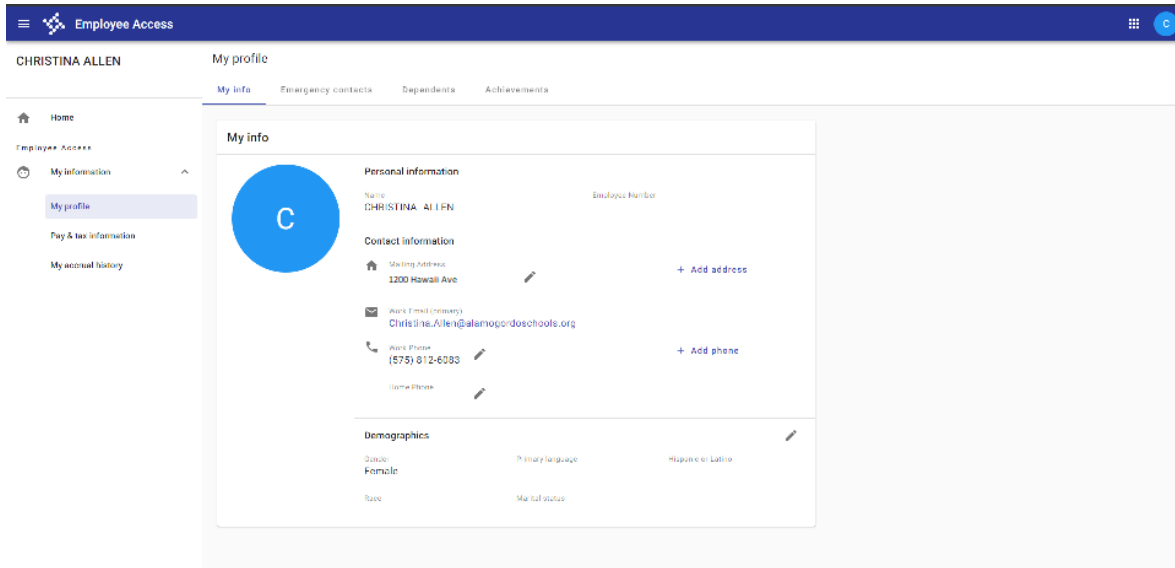 Employee Access
C
CHRISTINA ALLEN
My profile
My info
Emergency contacts
Dependents
Achievements
Home
Employee Access
My information
My profile
Pay & tax information
My accrual history
My info
C
Personal information
Name
Employee Number
CHRISTINA ALLEN
Contact information
Mailing Address
1200 Hawaii Ave
+ Add address
Work Email (primary)
Christina.Allen@alamogordoschools.org
Work Phone
(575) 812-6083
+ Add phone
Home Phone
Demographics
Gender
Primary language
Hispanic or Latino
Female
Race
Marital status